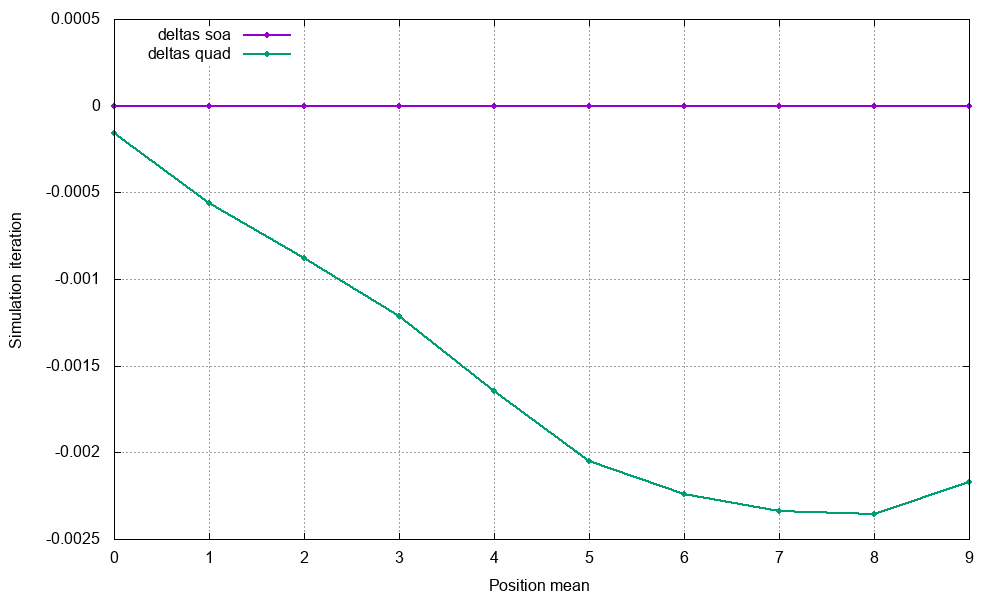 0.0005
deltas soa
deltas quad
0
-0.0005
-0.001
-0.0015
-0.002
-0.0025
Simulation iteration
0 1 2 3 4 5 6 7 8 9
Position mean